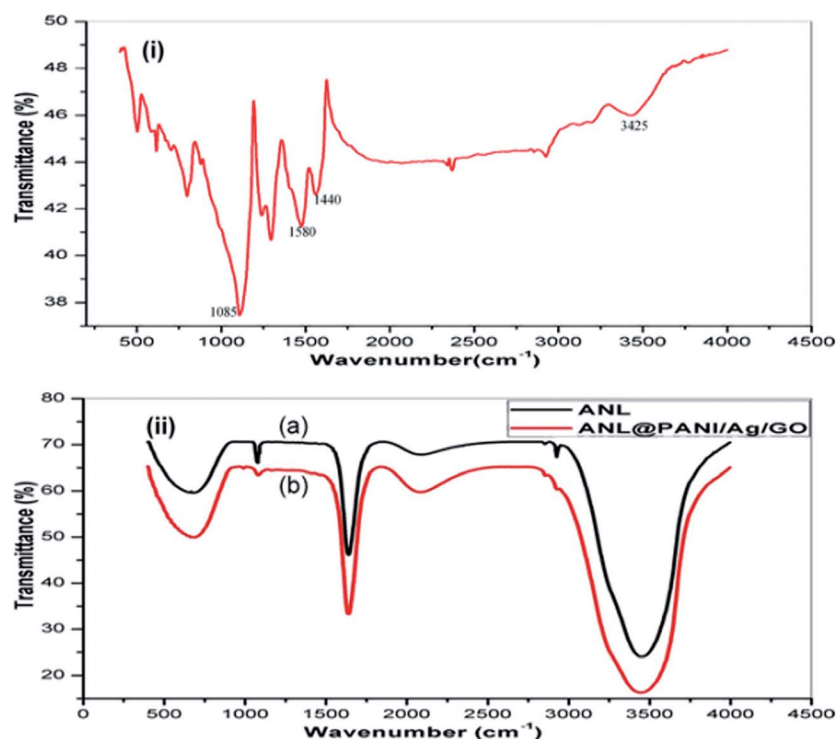 50
48
46
44
42
40
38
(i)
3425
1440
1580
1085
Transmittance (%)
500 1000 1500 2000 2500 3000 3500 4000 4500
Wavenumber(cm⁻¹)
80
70
60
50
40
30
20
(ii)
(a)
(b)
ANL
ANL@PANI/Ag/GO
Transmittance (%)
0 500 1000 1500 2000 2500 3000 3500 4000 4500
Wavenumber(cm⁻¹)